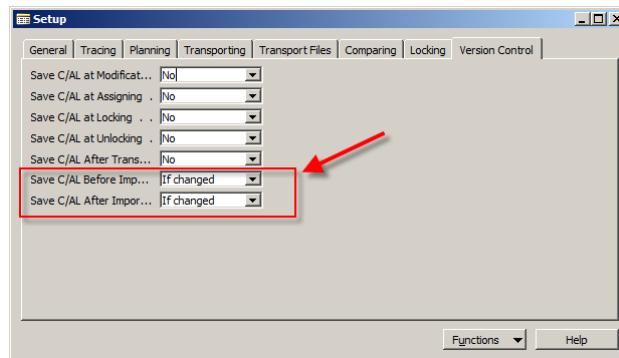 Setup
General Tracing Planning Transporting Transport Files Comparing Locking Version Control
Save C/AL at Modificat... No
Save C/AL at Assigning . No
Save C/AL at Locking . . No
Save C/AL at Unlocking . No
Save C/AL After Trans... No
Save C/AL Before Imp... If changed
Save C/AL After Impor... If changed
Functions Help